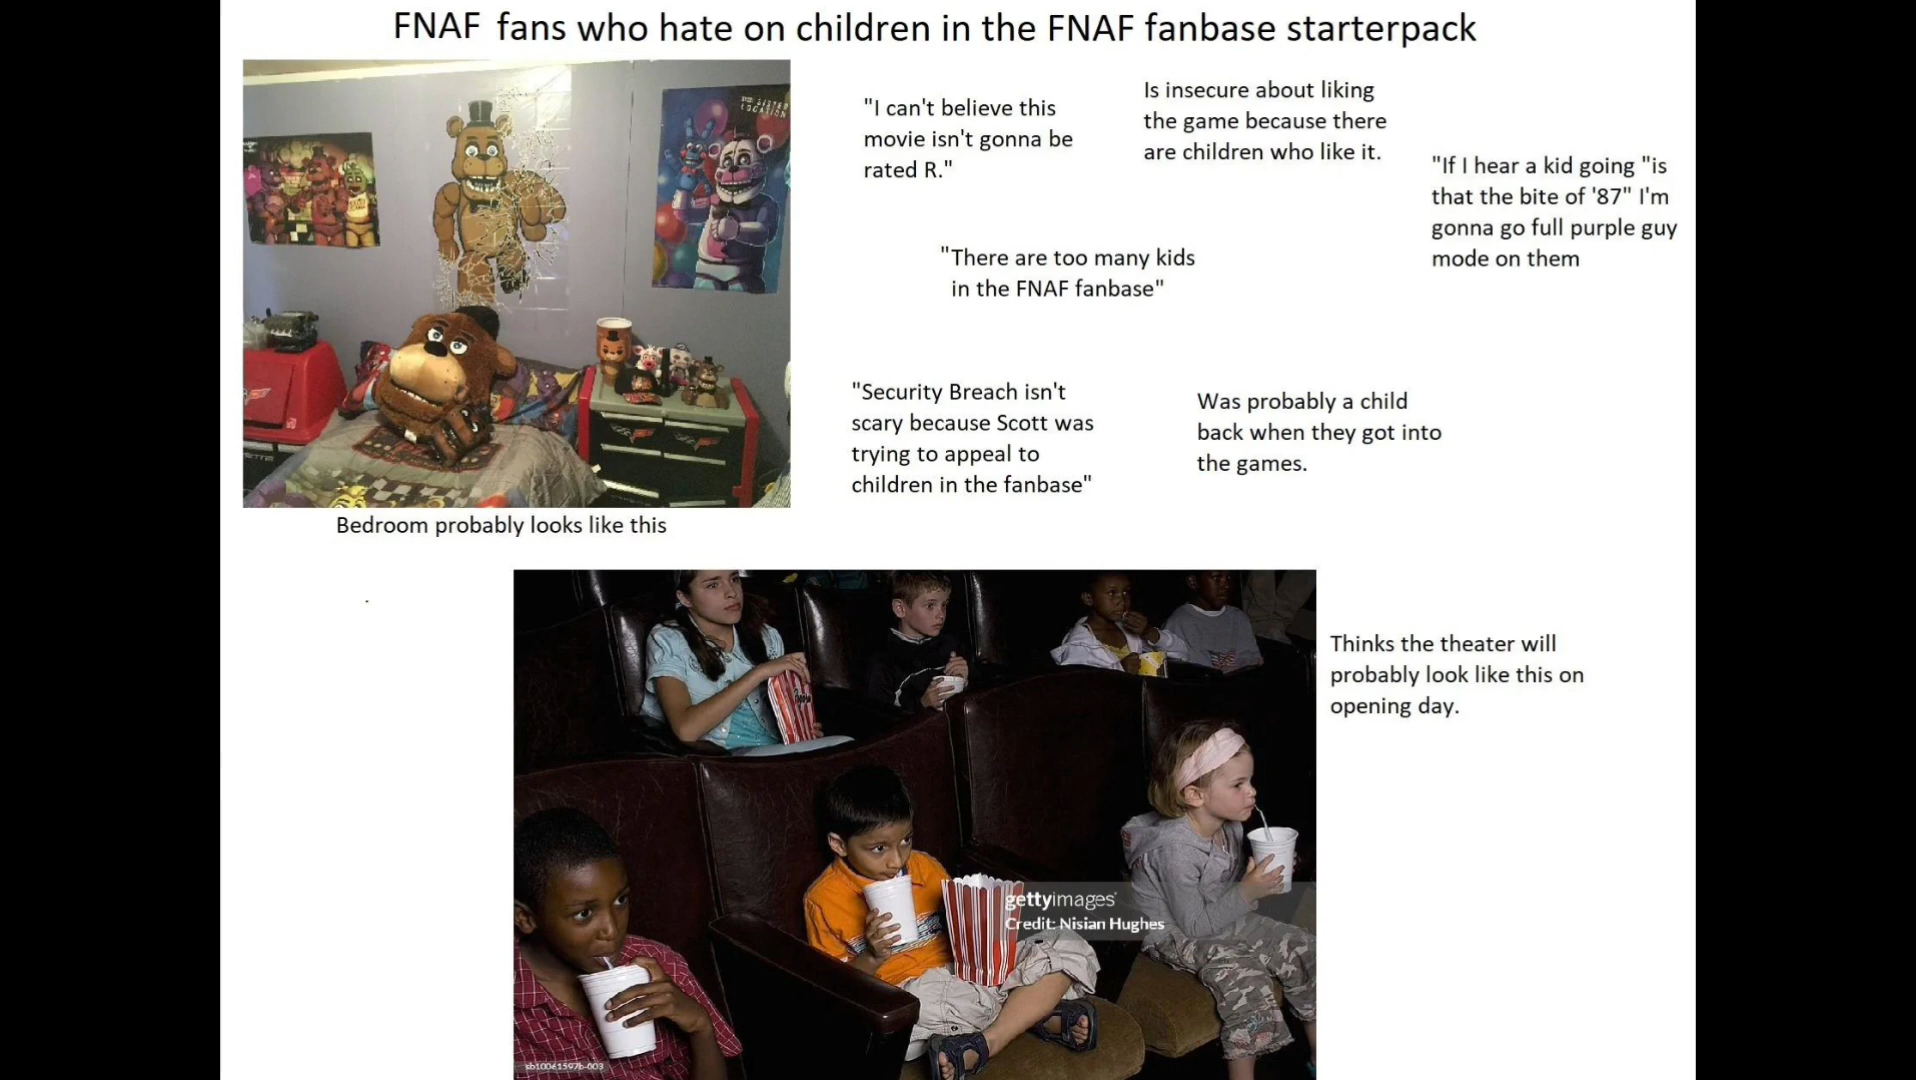 FNAF fans who hate on children in the FNAF fanbase starterpack
"I can't believe this
movie isn't gonna be
rated R."
Is insecure about liking
the game because there
are children who like it.
"If I hear a kid going "is
that the bite of '87" I'm
gonna go full purple guy
mode on them
"There are too many kids
in the FNAF fanbase"
"Security Breach isn't
scary because Scott was
trying to appeal to
children in the fanbase"
Was probably a child
back when they got into
the games.
SISTER
LOCATION
Bedroom probably looks like this
Thinks the theater will
probably look like this on
opening day.
gettyimages
Credit: Nisian Hughes
sb10061597b-003